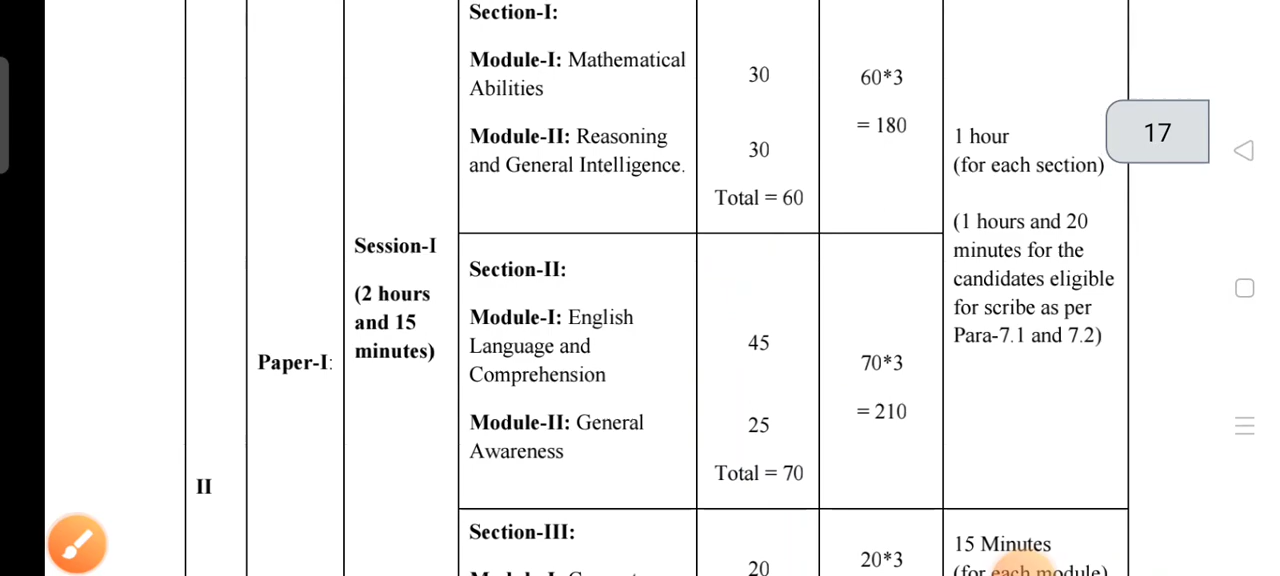 Section-I:
Module-I: Mathematical
Abilities
30
60*3
= 180
Module-II: Reasoning
and General Intelligence.
30
Total = 60
1 hour
(for each section)
17
(1 hours and 20
minutes for the
candidates eligible
for scribe as per
Para-7.1 and 7.2)
Session-I
(2 hours
and 15
minutes)
Section-II:
Module-I: English
Language and
Comprehension
45
70*3
= 210
Module-II: General
Awareness
25
Total = 70
Paper-I:
II
Section-III:
20
20*3
15 Minutes
(for each module)